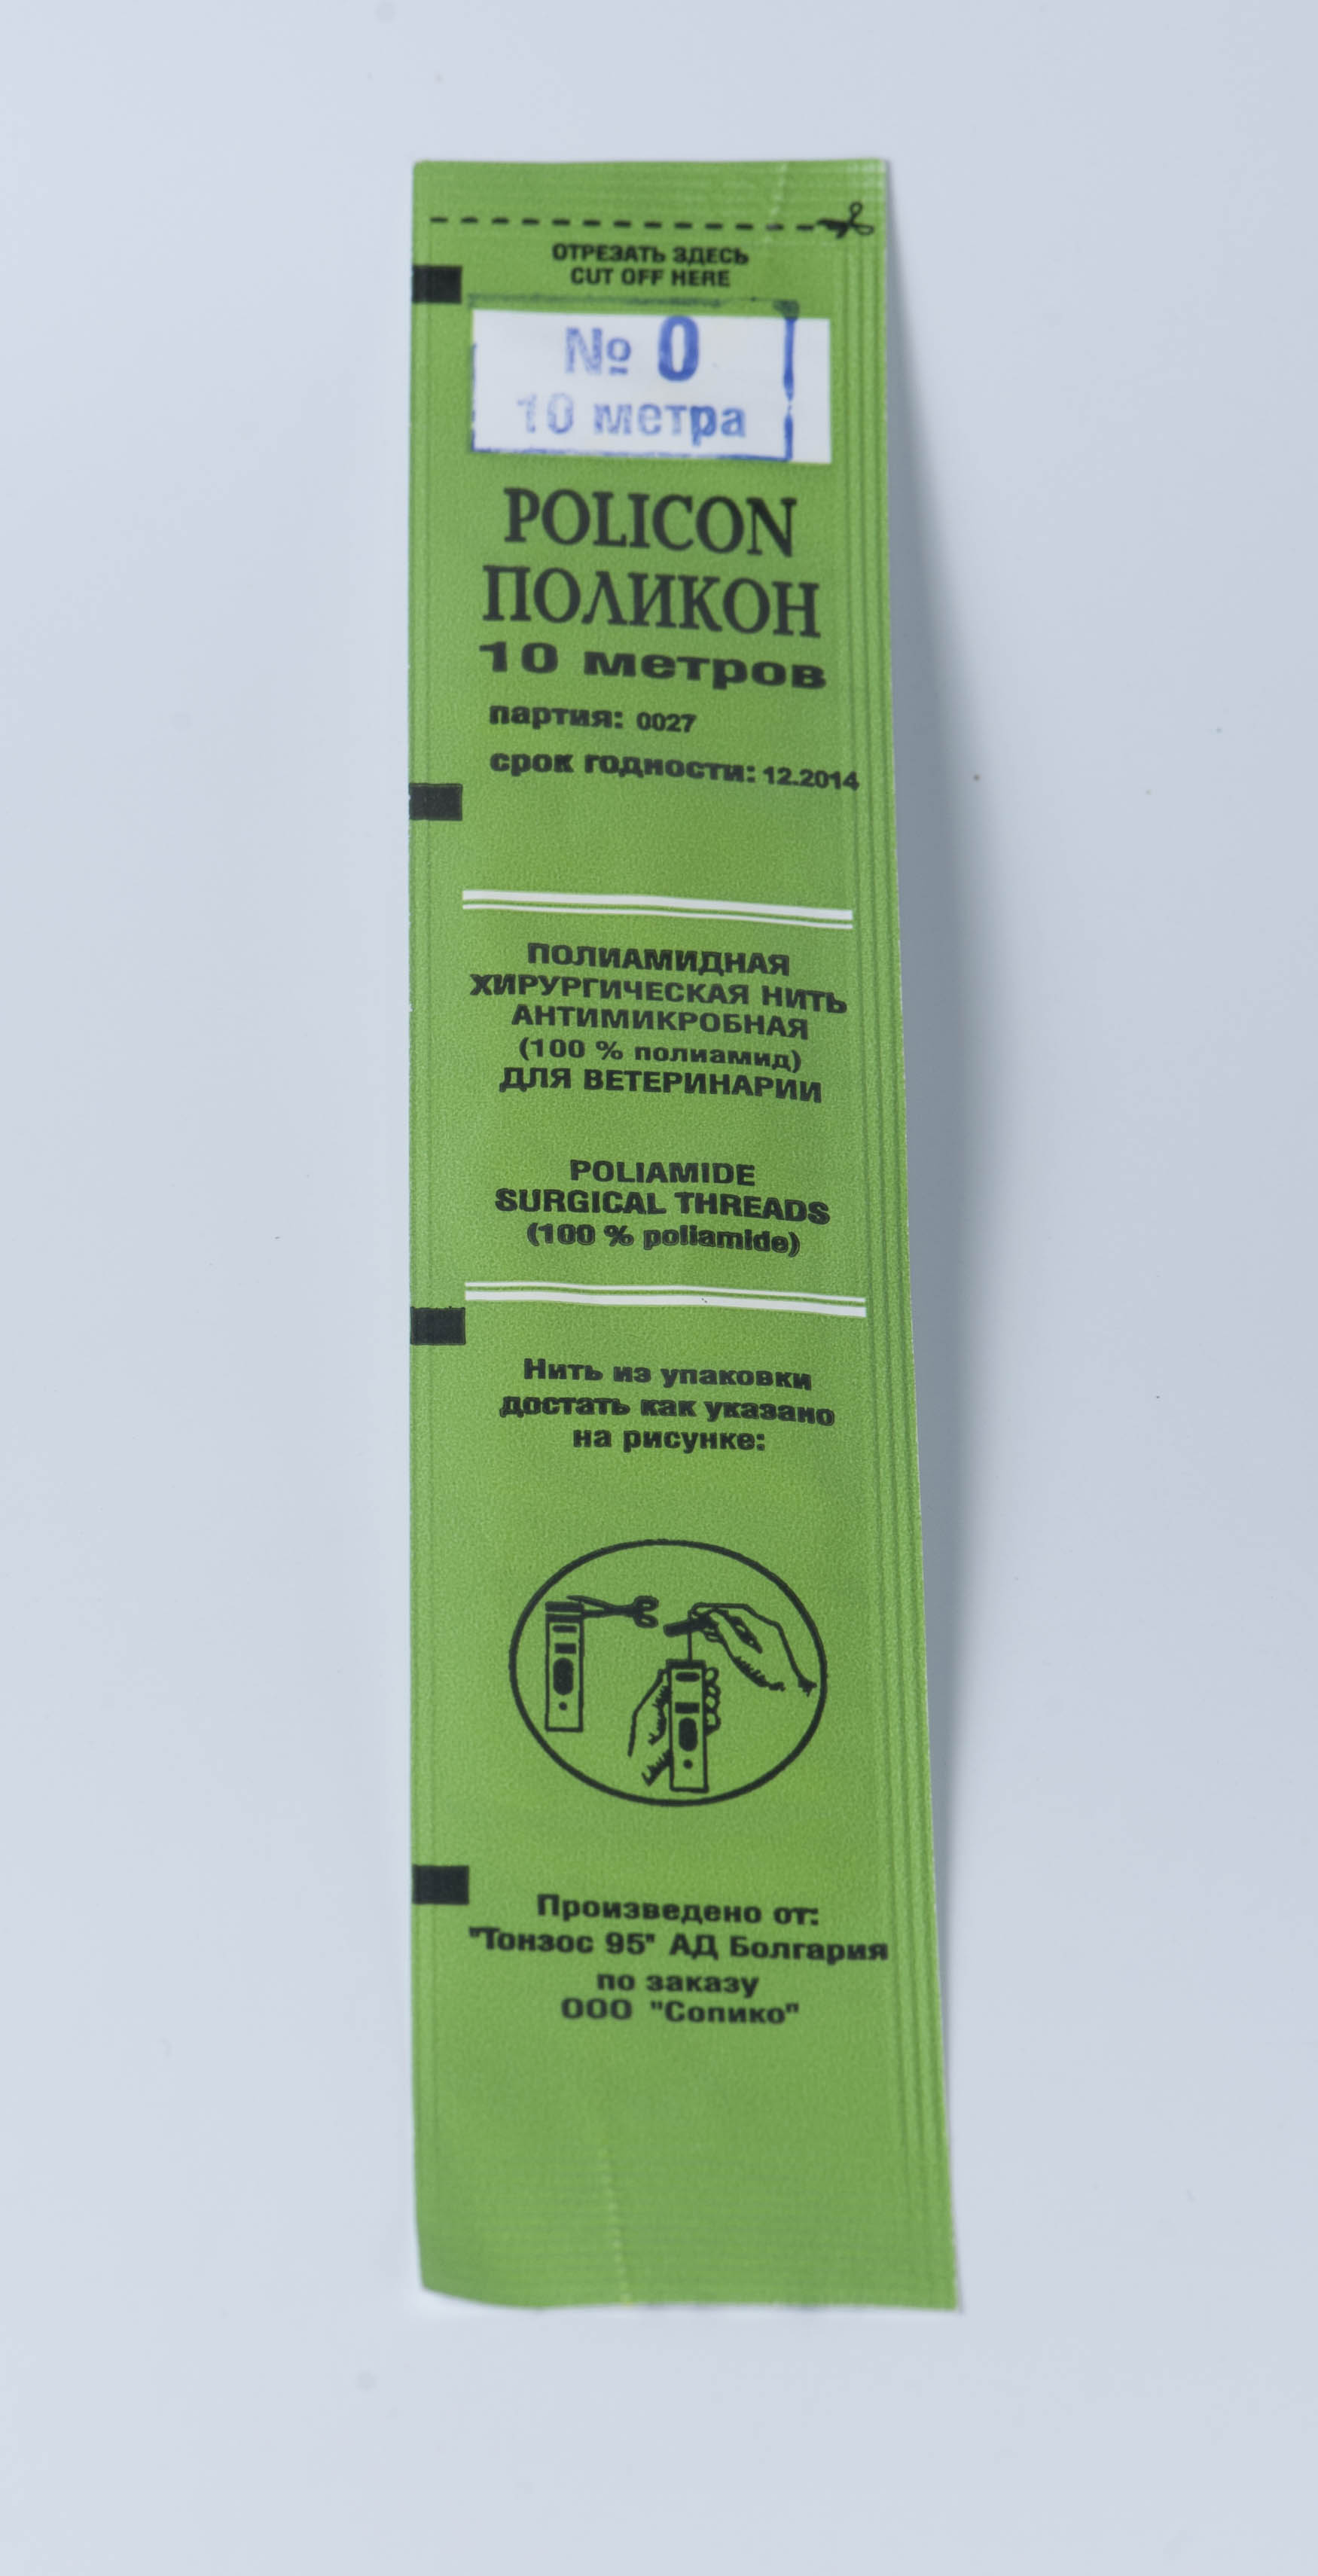 ОТРЕЗАТЬ ЗДЕСЬ
CUT OFF HERE
№ 0
10 метра
POLICON
ПОЛИКОН
10 метров
партия: 0027
срок годности: 12.2014
ПОЛИАМИДНАЯ
ХИРУРГИЧЕСКАЯ НИТЬ
АНТИМИКРОБНАЯ
(100 % полиамид)
ДЛЯ ВЕТЕРИНАРИИ
POLIAMIDE
SURGICAL THREADS
(100 % poliamide)
Нить из упаковки
достать как указано
на рисунке:
Произведено от:
"Тонзос 95" АД Болгария
по заказу
ООО "Сопико"